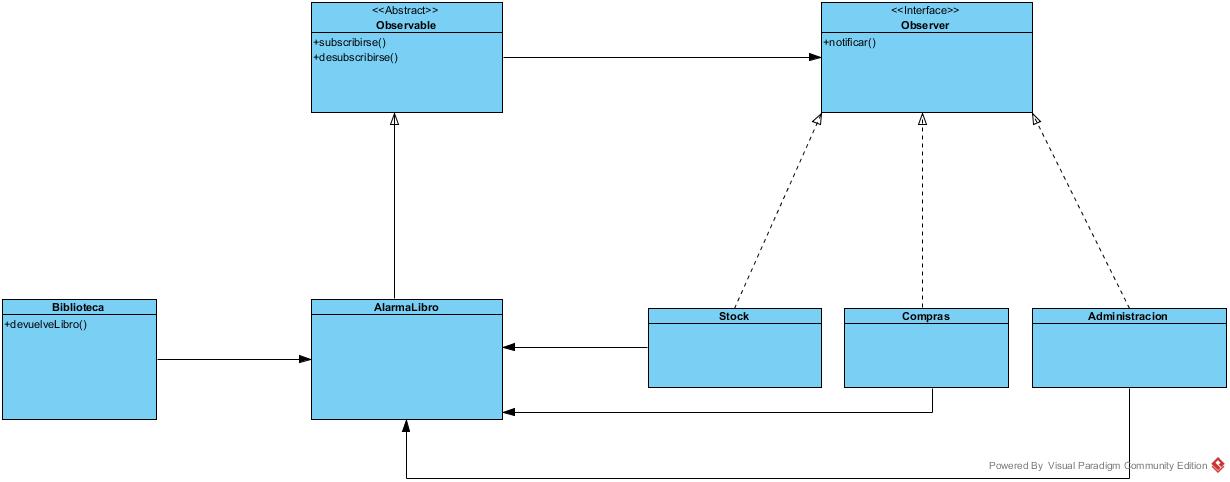 <<Abstract>>
Observable
+subscribirse()
+desubscribirse()
<<Interface>>
Observer
+notificar()
Biblioteca
+devuelveLibro()
AlarmaLibro
Stock
Compras
Administracion
Powered By Visual Paradigm Community Edition